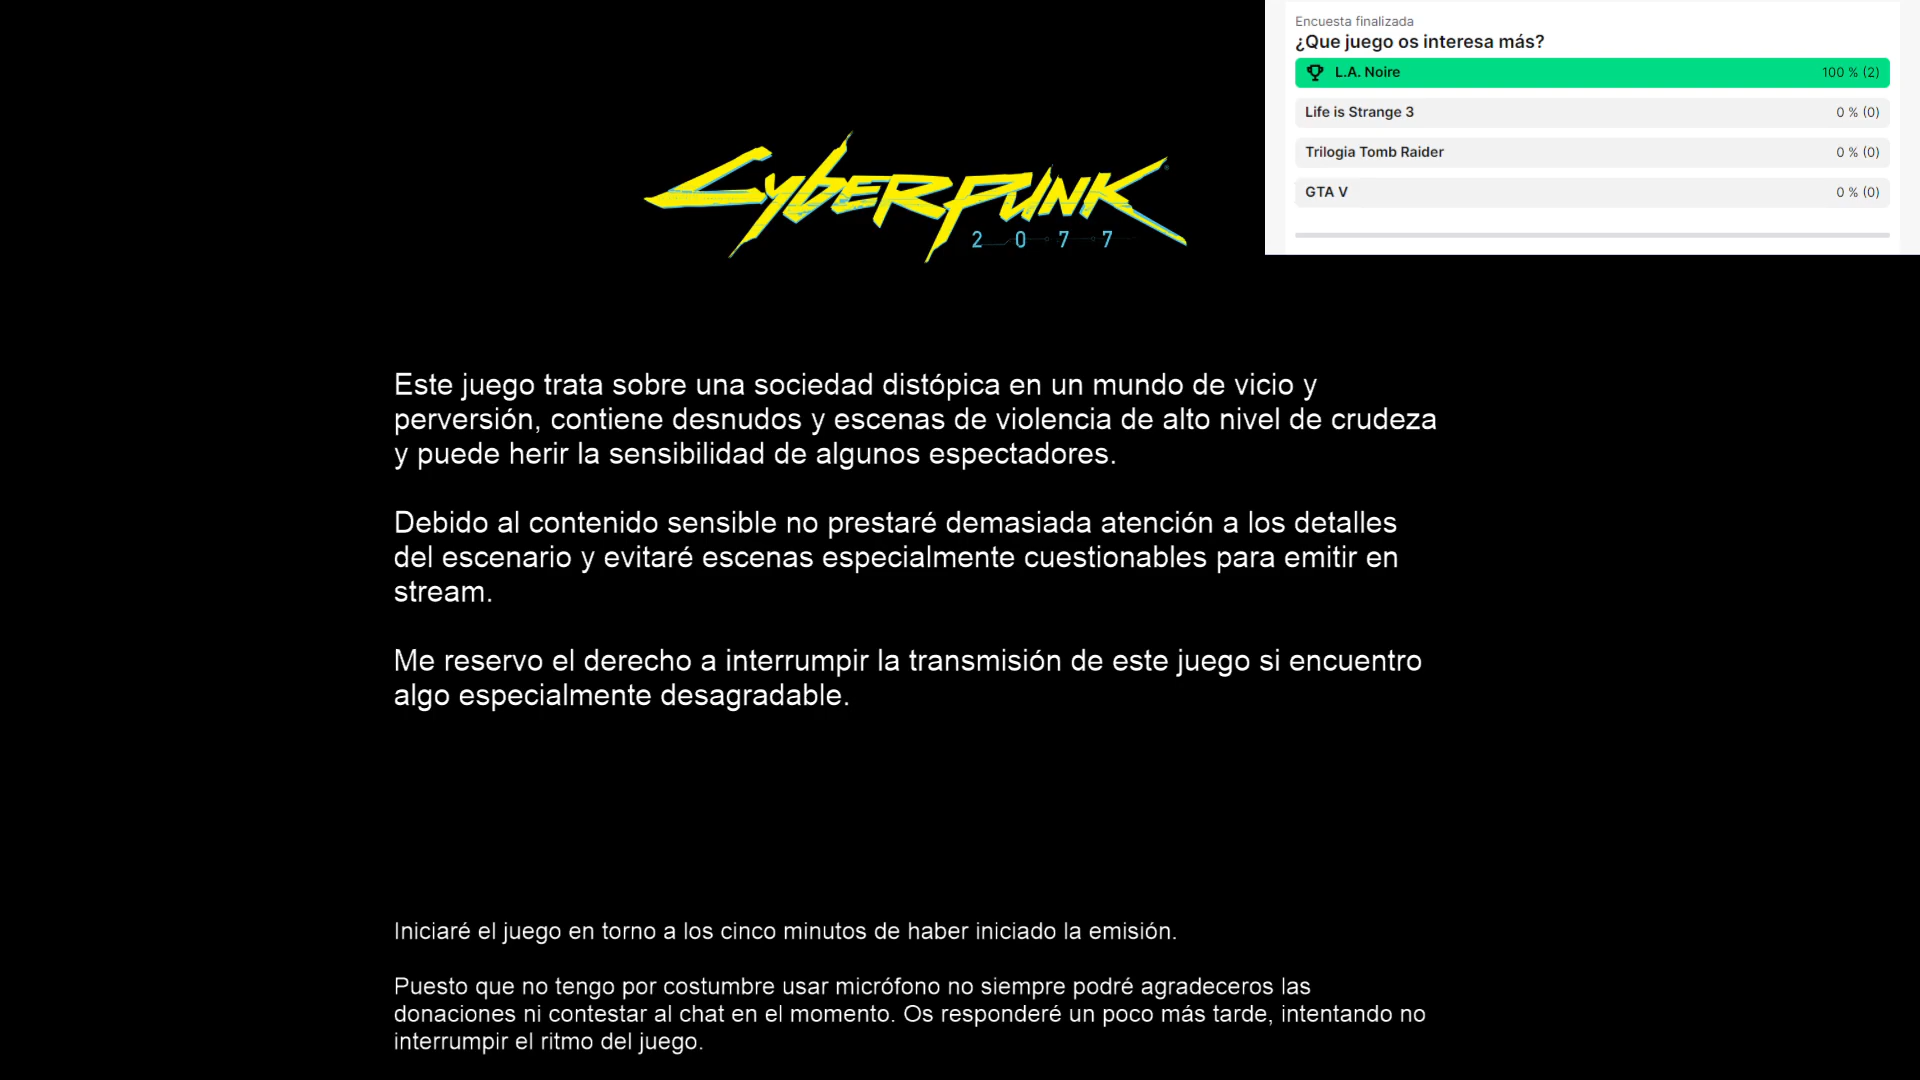 Encuesta finalizada
¿Que juego os interesa más?
L.A. Noire 100 % (2)
Life is Strange 3 0 % (0)
Trilogia Tomb Raider 0 % (0)
GTA V 0 % (0)
CYBERPUNK
2077
Este juego trata sobre una sociedad distópica en un mundo de vicio y
perversión, contiene desnudos y escenas de violencia de alto nivel de crudeza
y puede herir la sensibilidad de algunos espectadores.
Debido al contenido sensible no prestaré demasiada atención a los detalles
del escenario y evitaré escenas especialmente cuestionables para emitir en
stream.
Me reservo el derecho a interrumpir la transmisión de este juego si encuentro
algo especialmente desagradable.
Iniciaré el juego en torno a los cinco minutos de haber iniciado la emisión.
Puesto que no tengo por costumbre usar micrófono no siempre podré agradeceros las
donaciones ni contestar al chat en el momento. Os responderé un poco más tarde, intentando no
interrumpir el ritmo del juego.